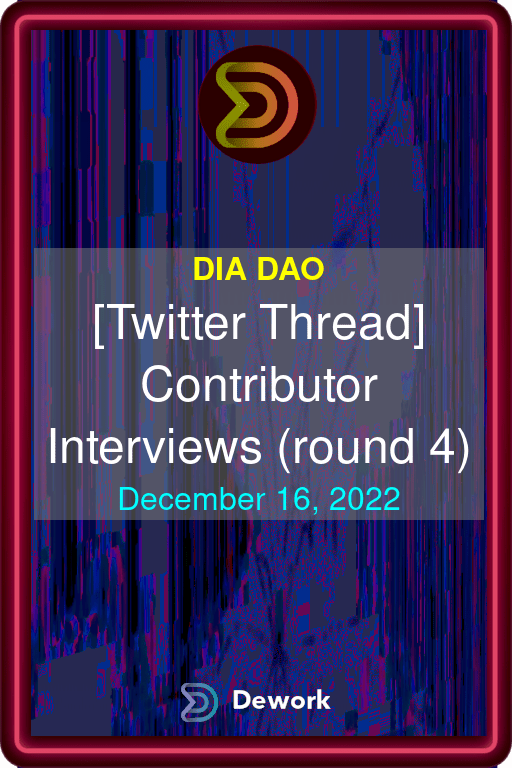 DIA DAO
[Twitter Thread]
Contributor
Interviews (round 4)
December 16, 2022
Dework